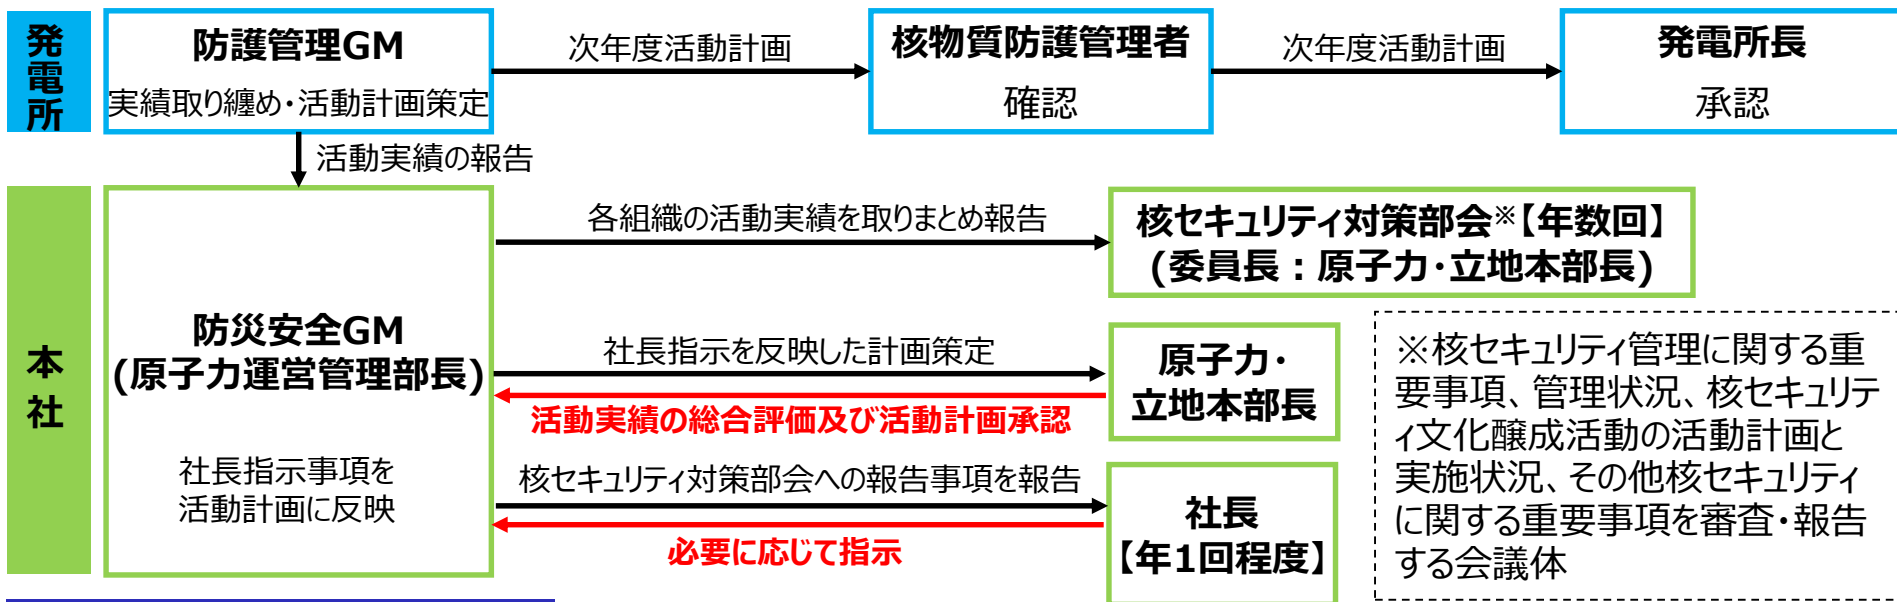 発電所
防護管理GM
実績取り纏め・活動計画策定
次年度活動計画
核物質防護管理者
確認
次年度活動計画
発電所長
承認
活動実績の報告
本社
防災安全GM
(原子力運営管理部長)
社長指示事項を
活動計画に反映
各組織の活動実績を取りまとめ報告
核セキュリティ対策部会※【年数回】
(委員長：原子力・立地本部長)
社長指示を反映した計画策定
活動実績の総合評価及び活動計画承認
原子力・
立地本部長
核セキュリティ対策部会への報告事項を報告
必要に応じて指示
社長
【年1回程度】
※核セキュリティ管理に関する重
要事項、管理状況、核セキュリテ
ィ文化醸成活動の活動計画と
実施状況、その他核セキュリティ
に関する重要事項を審査・報告
する会議体